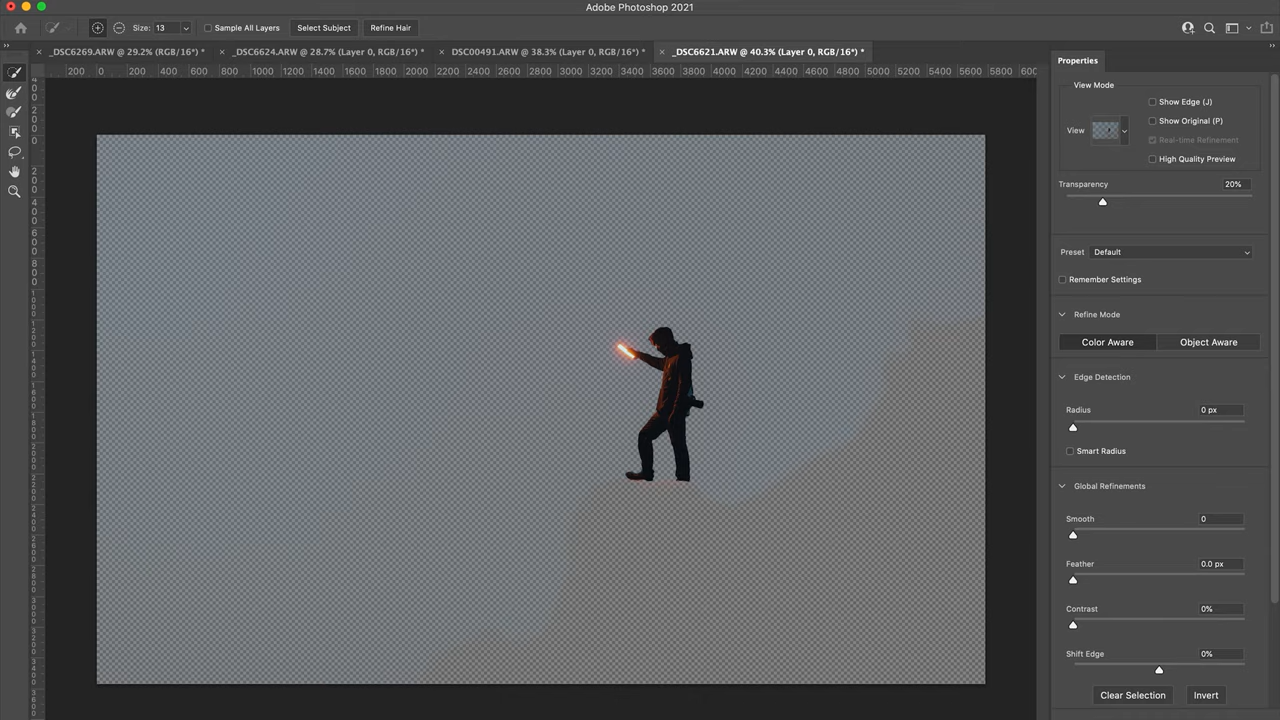 Adobe Photoshop 2021
Size: 13 Sample All Layers Select Subject Refine Hair
_DSC6269.ARW @ 29.2% (RGB/16*) * _DSC6624.ARW @ 28.7% (Layer 0, RGB/16*) * DSC00491.ARW @ 38.3% (Layer 0, RGB/16*) * _DSC6621.ARW @ 40.3% (Layer 0, RGB/16*) *
200 0 200 400 600 800 1000 1200 1400 1600 1800 2000 2200 2400 2600 2800 3000 3200 3400 3600 3800 4000 4200 4400 4600 4800 5000 5200 5400 5600 5800
Properties
View Mode
Show Edge (J)
Show Original (P)
View
Real-time Refinement
High Quality Preview
Transparency 20%
Preset Default
Remember Settings
Refine Mode
Color Aware Object Aware
Edge Detection
Radius 0 px
Smart Radius
Global Refinements
Smooth 0
Feather 0.0 px
Contrast 0%
Shift Edge 0%
Clear Selection Invert